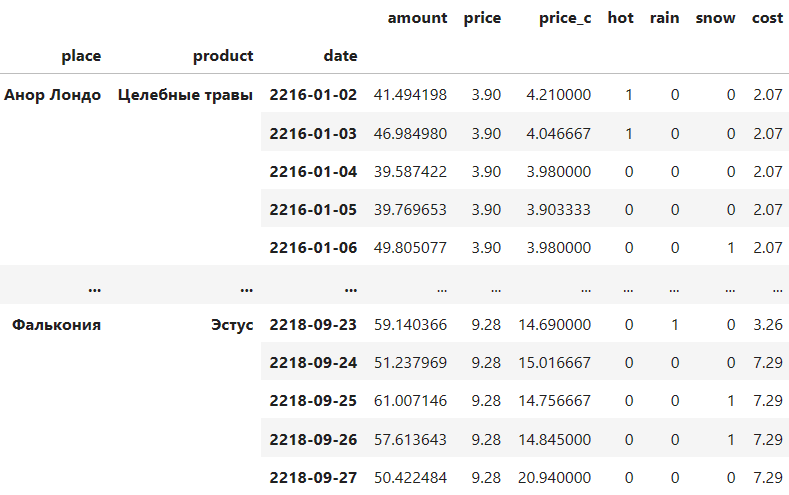 amount price price_c hot rain snow cost
place product date
Анор Лондо Целебные травы 2216-01-02 41.494198 3.90 4.210000 1 0 0 2.07
2216-01-03 46.984980 3.90 4.046667 1 0 0 2.07
2216-01-04 39.587422 3.90 3.980000 0 0 0 2.07
2216-01-05 39.769653 3.90 3.903333 0 0 0 2.07
2216-01-06 49.805077 3.90 3.980000 0 0 1 2.07
... ... ... ... ... ... ... ... ... ...
Фалькония Эстус 2218-09-23 59.140366 9.28 14.690000 0 1 0 3.26
2218-09-24 51.237969 9.28 15.016667 0 0 0 7.29
2218-09-25 61.007146 9.28 14.756667 0 0 1 7.29
2218-09-26 57.613643 9.28 14.845000 0 0 1 7.29
2218-09-27 50.422484 9.28 20.940000 0 0 0 7.29